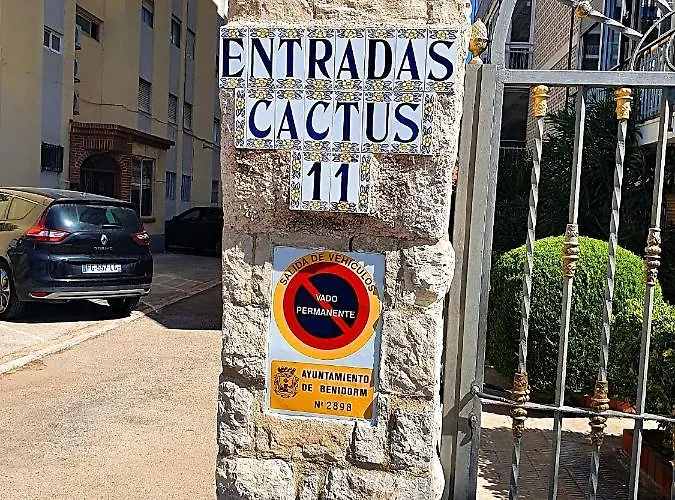 ENTRADAS
CACTUS
11
SALIDA DE VEHICULOS
VADO
PERMANENTE
AYUNTAMIENTO
DE BENIDORM
Nº 2898